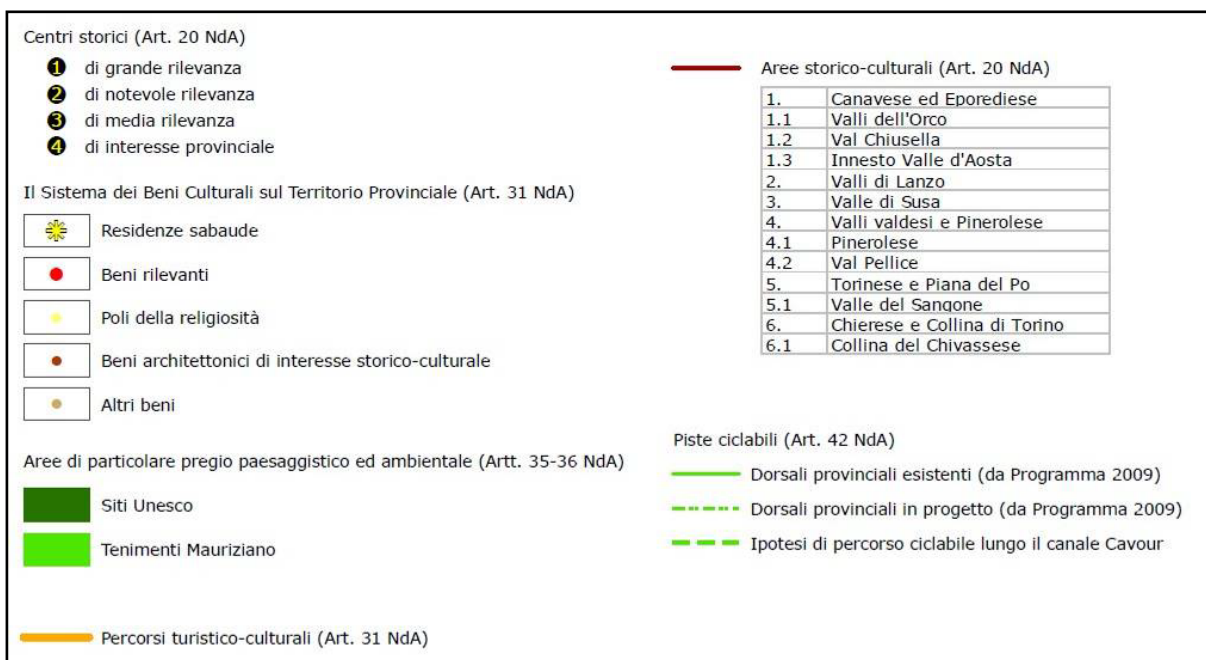 Centri storici (Art. 20 NdA)
1 di grande rilevanza
2 di notevole rilevanza
3 di media rilevanza
4 di interesse provinciale
Il Sistema dei Beni Culturali sul Territorio Provinciale (Art. 31 NdA)
Residenze sabaude
Beni rilevanti
Poli della religiosità
Beni architettonici di interesse storico-culturale
Altri beni
Aree di particolare pregio paesaggistico ed ambientale (Artt. 35-36 NdA)
Siti Unesco
Tenimenti Mauriziano
Percorsi turistico-culturali (Art. 31 NdA)
Aree storico-culturali (Art. 20 NdA)
1. Canavese ed Eporediese
1.1 Valli dell'Orco
1.2 Val Chiusella
1.3 Innesto Valle d'Aosta
2. Valli di Lanzo
3. Valle di Susa
4. Valli valdesi e Pinerolese
4.1 Pinerolese
4.2 Val Pellice
5. Torinese e Piana del Po
5.1 Valle del Sangone
6. Chierese e Collina di Torino
6.1 Collina del Chivassese
Piste ciclabili (Art. 42 NdA)
Dorsali provinciali esistenti (da Programma 2009)
Dorsali provinciali in progetto (da Programma 2009)
Ipotesi di percorso ciclabile lungo il canale Cavour